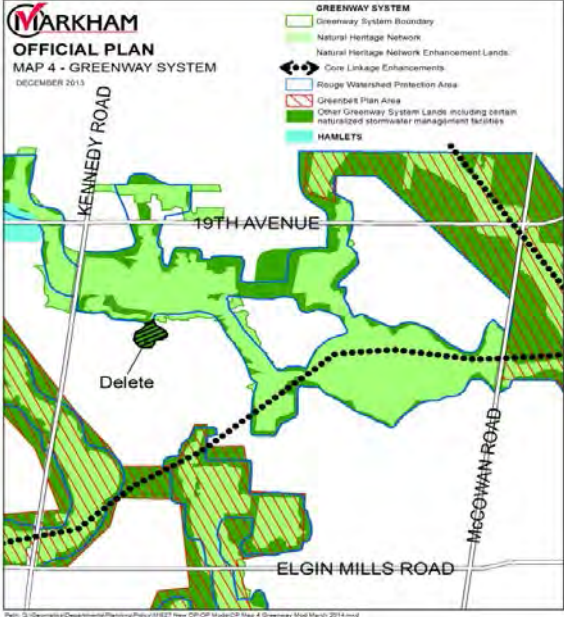 MARKHAM
OFFICIAL PLAN
MAP 4 - GREENWAY SYSTEM
DECEMBER 2013
GREENWAY SYSTEM
Greenway System Boundary
Natural Heritage Network
Natural Heritage Network Enhancement Lands
Core Linkage Enhancements
Rouge Watershed Protection Area
Greenbelt Plan Area
Other Greenway System Lands including certain
naturalized stormwater management facilities
HAMLETS
KENNEDY ROAD
19TH AVENUE
Delete
McCOWAN ROAD
ELGIN MILLS ROAD